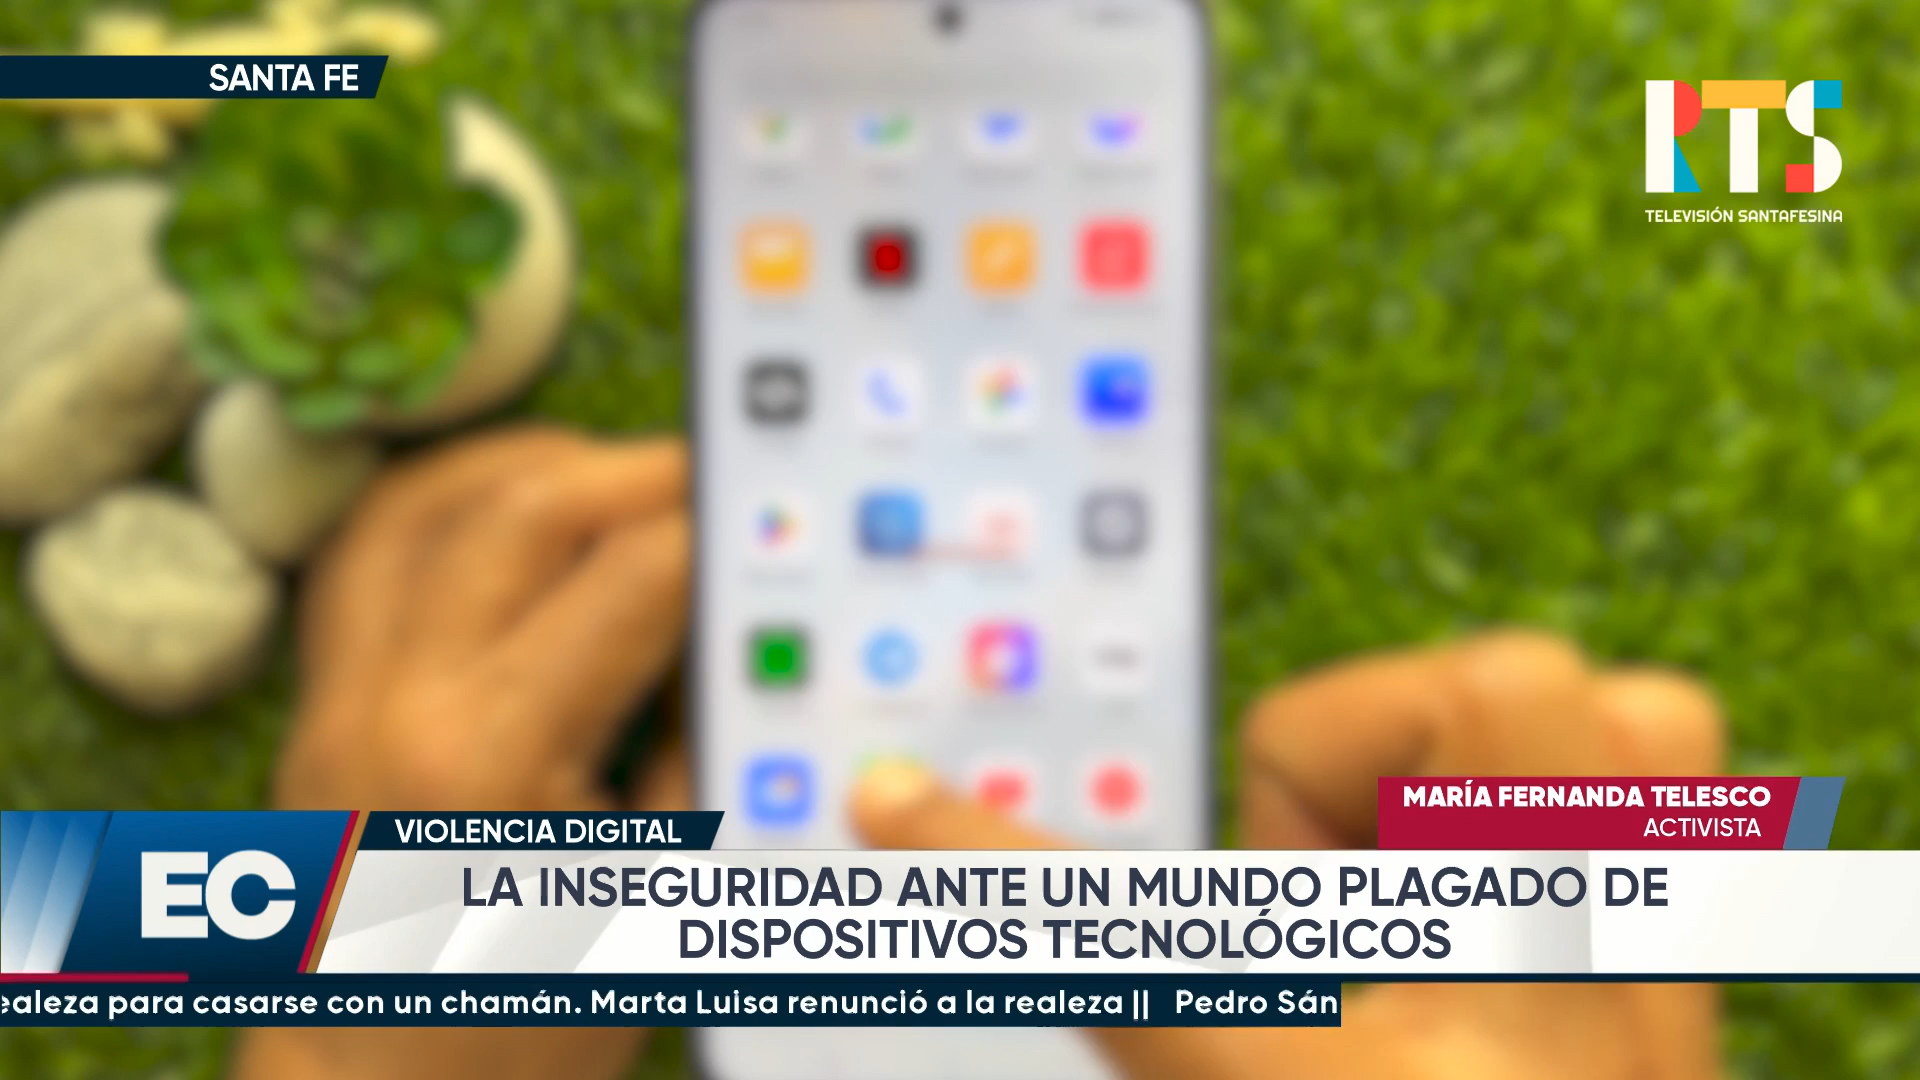 SANTA FE
RTS
TELEVISIÓN SANTAFESINA
MARÍA FERNANDA TELESCO
ACTIVISTA
VIOLENCIA DIGITAL
EC
LA INSEGURIDAD ANTE UN MUNDO PLAGADO DE
DISPOSITIVOS TECNOLÓGICOS
ealeza para casarse con un chamán. Marta Luisa renunció a la realeza || Pedro Sán